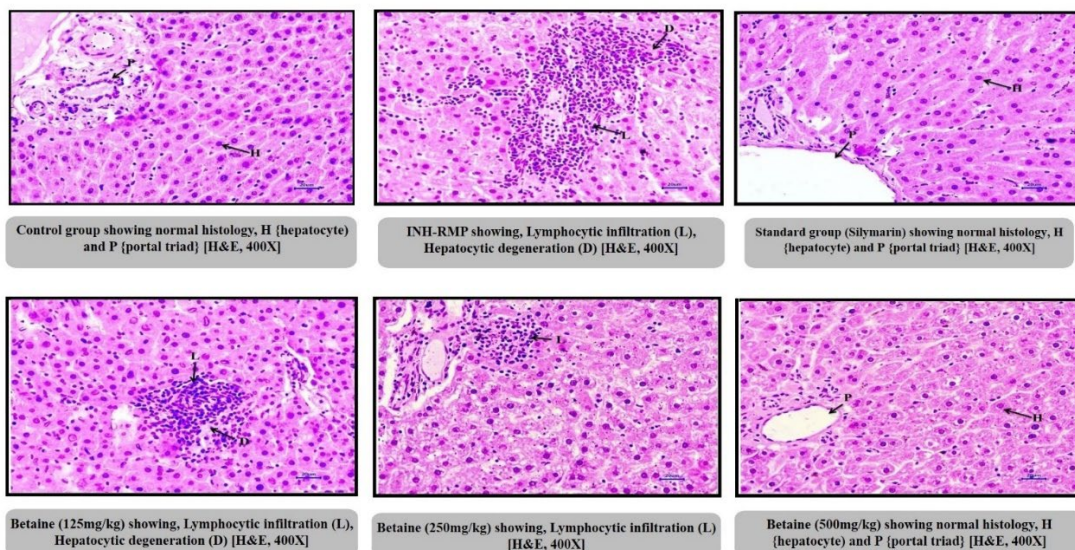 P
H
D
L
H
P
Control group showing normal histology, H {hepatocyte)
and P {portal triad] [H&E, 400X]
INH-RMP showing, Lymphocytic infiltration (L),
Hepatocytic degeneration (D) [H&E, 400X]
Standard group (Silymarin) showing normal histology, H
{hepatocyte) and P {portal triad] [H&E, 400X]
L
D
L
P
H
Betaine (125mg/kg) showing, Lymphocytic infiltration (L),
Hepatocytic degeneration (D) [H&E, 400X]
Betaine (250mg/kg) showing, Lymphocytic infiltration (L)
[H&E, 400X]
Betaine (500mg/kg) showing normal histology, H
{hepatocyte) and P {portal triad] [H&E, 400X]